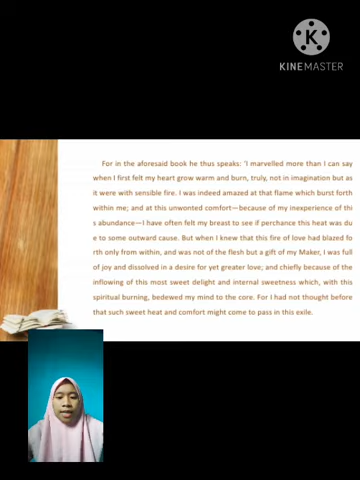 KINEMASTER
For in the aforesaid book he thus speaks: 'I marvelled more than I can say
when I first felt my heart grow warm and burn, truly, not in imagination but as
it were with sensible fire. I was indeed amazed at that flame which burst forth
within me; and at this unwonted comfort—because of my inexperience of thi
s abundance—I have often felt my breast to see if perchance this heat was du
e to some outward cause. But when I knew that this fire of love had blazed fo
rth only from within, and was not of the flesh but a gift of my Maker, I was full
of joy and dissolved in a desire for yet greater love; and chiefly because of the
inflowing of this most sweet delight and internal sweetness which, with this
spiritual burning, bedewed my mind to the core. For I had not thought before
that such sweet heat and comfort might come to pass in this exile.